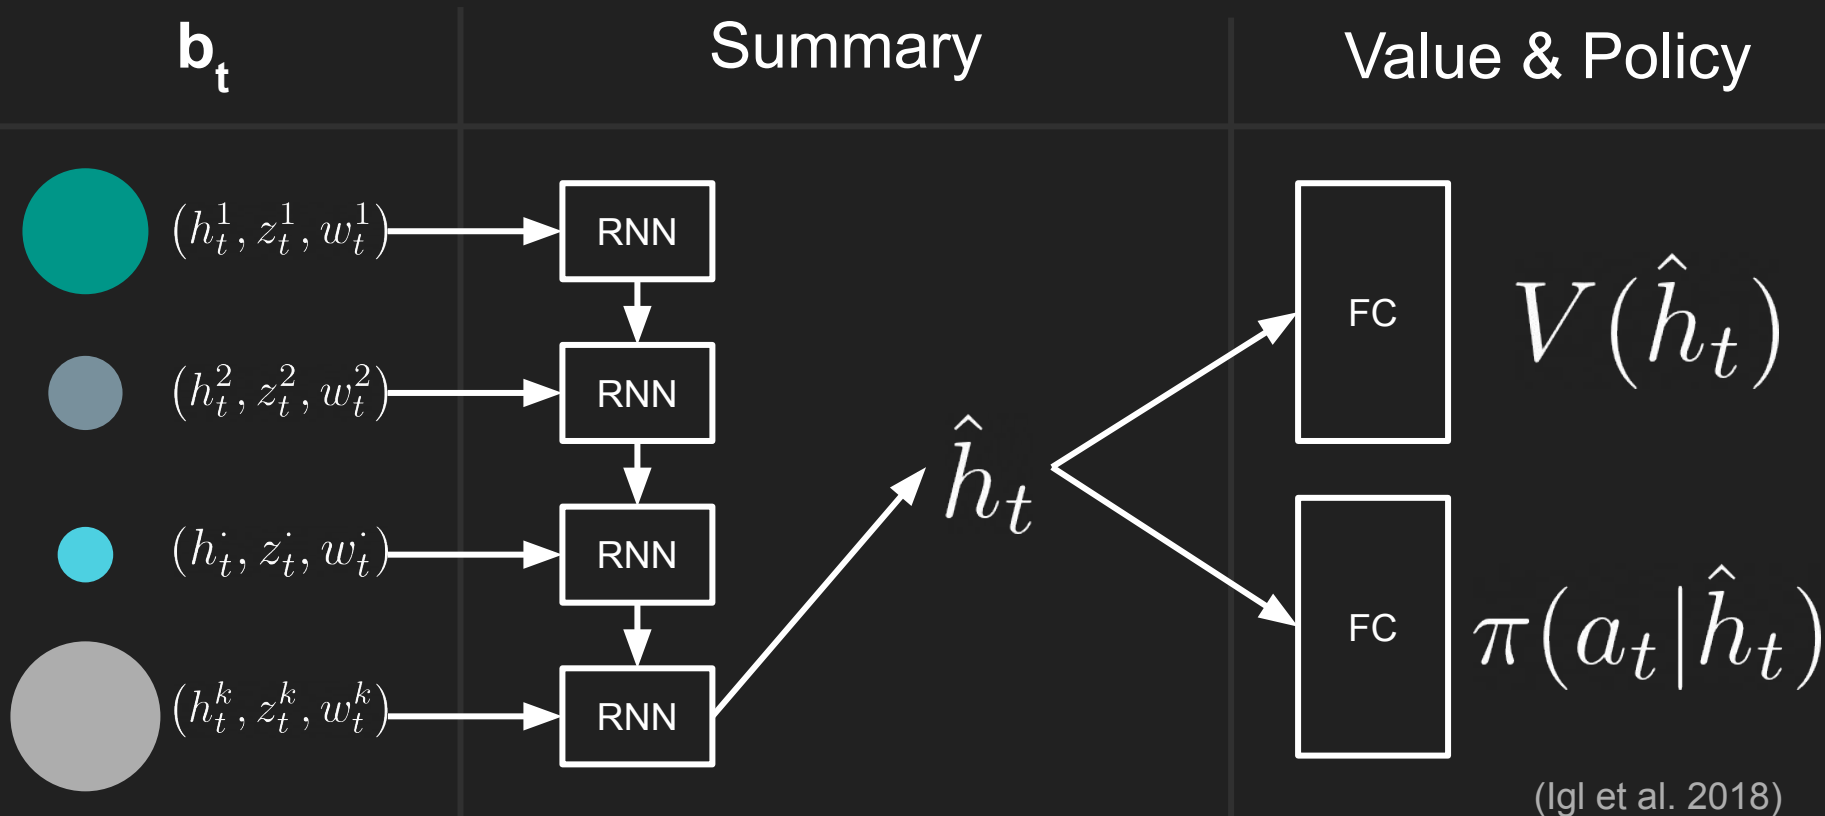 b_t Summary Value & Policy
(h_t^1, z_t^1, w_t^1) RNN
(h_t^2, z_t^2, w_t^2) RNN
(h_t^., z_t^., w_t^.) RNN
(h_t^k, z_t^k, w_t^k) RNN
ĥ_t
FC V(ĥ_t)
FC π(a_t|ĥ_t)
(Igl et al. 2018)